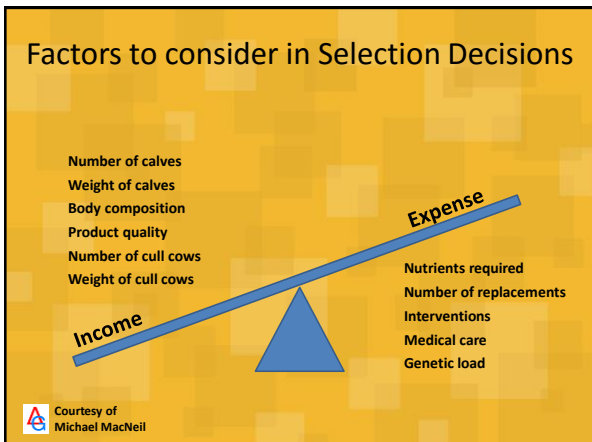 Factors to consider in Selection Decisions
Number of calves
Weight of calves
Body composition
Product quality
Number of cull cows
Weight of cull cows
Income
Expense
Nutrients required
Number of replacements
Interventions
Medical care
Genetic load
Courtesy of
Michael MacNeil